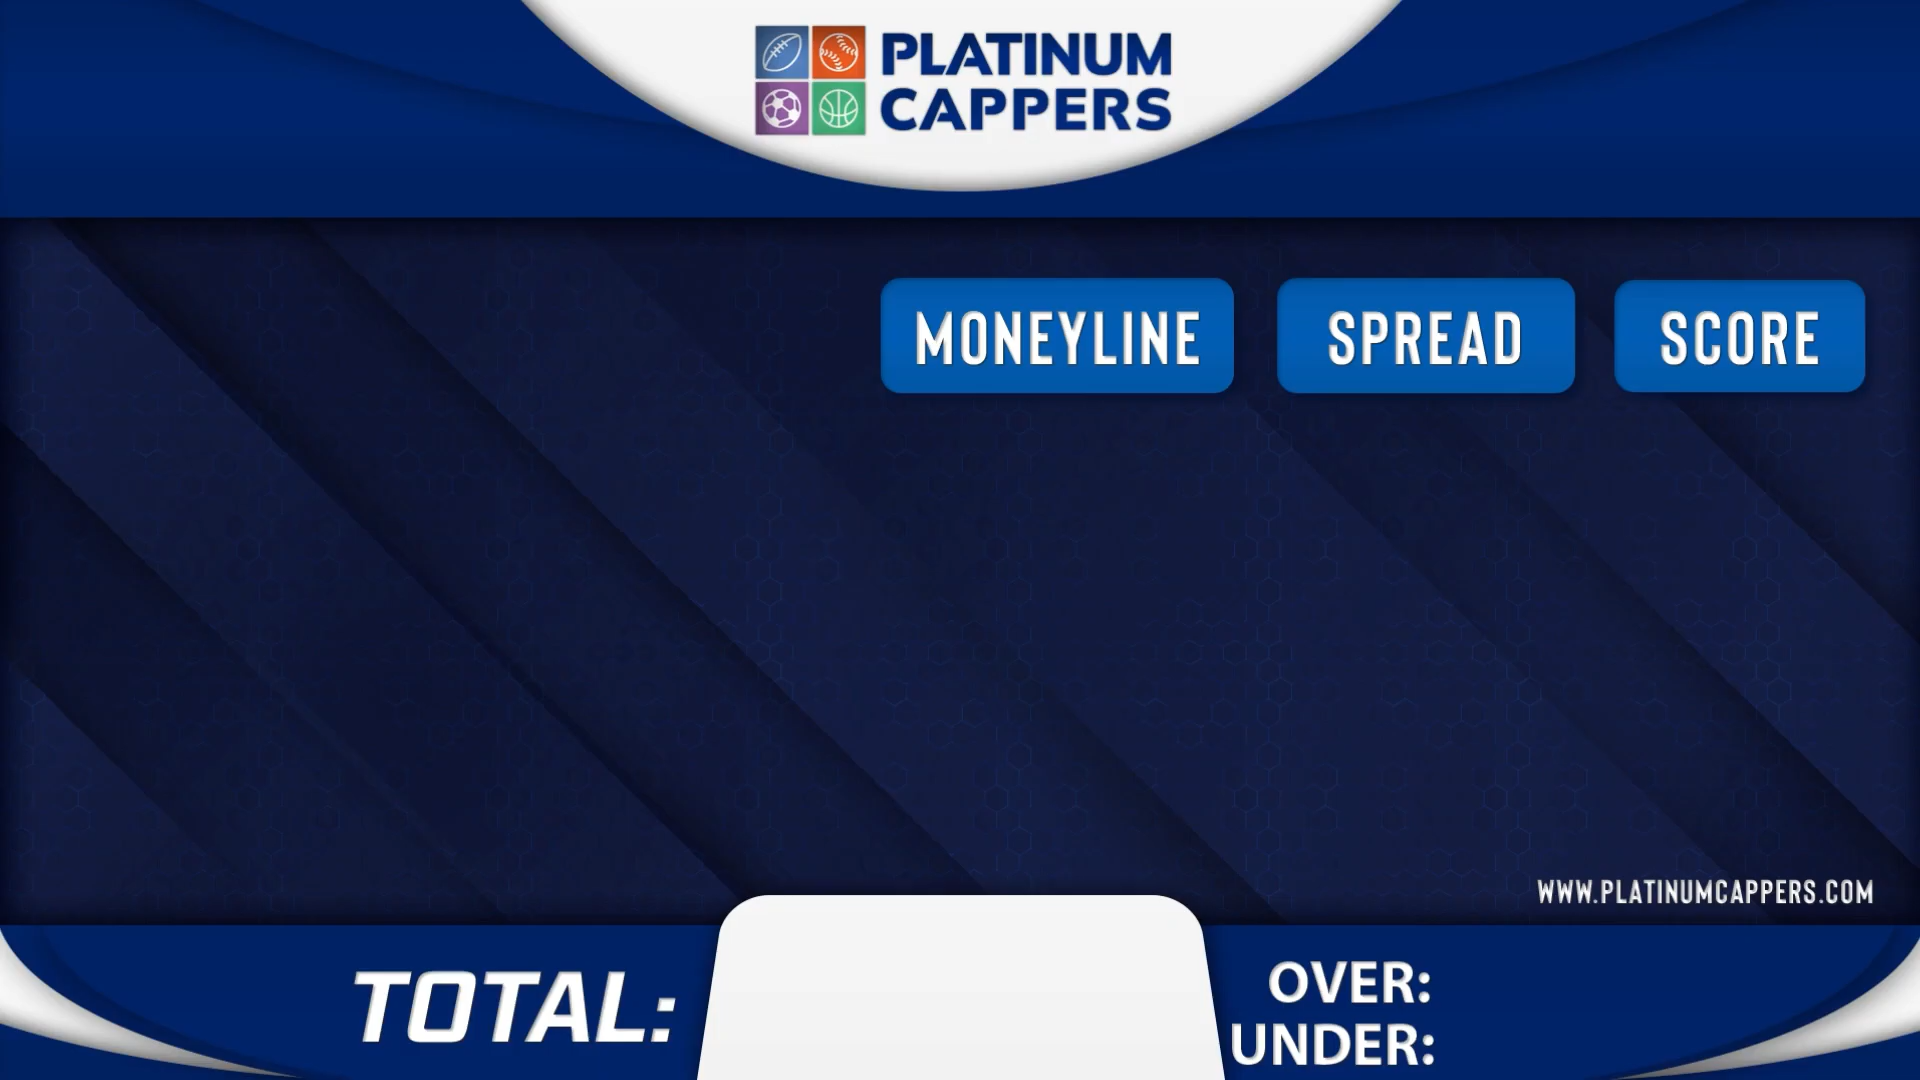 PLATINUM
CAPPERS
MONEYLINE SPREAD SCORE
WWW.PLATINUMCAPPERS.COM
TOTAL:
OVER:
UNDER: